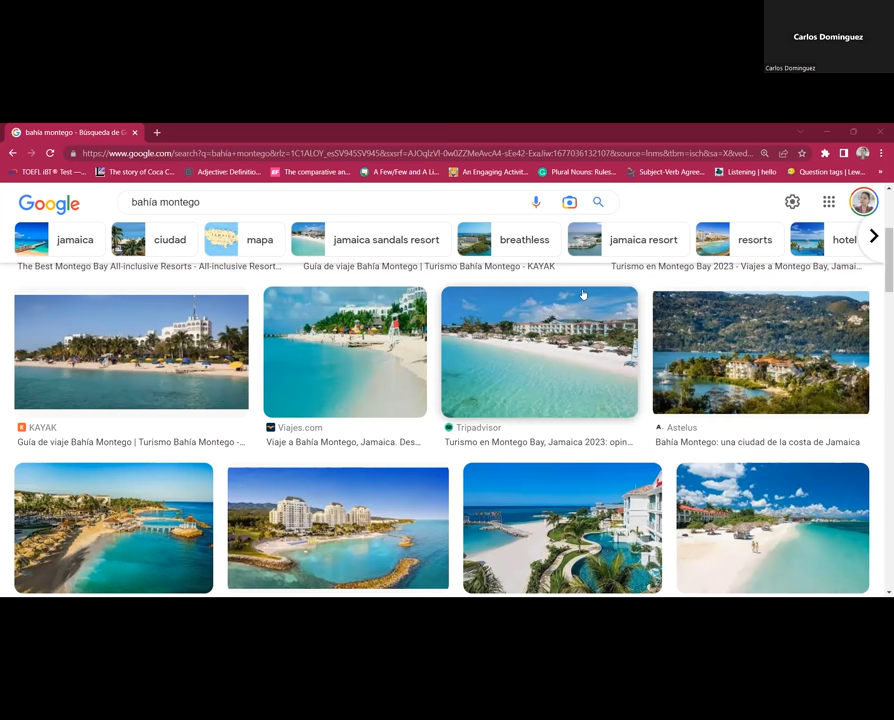 Carlos Dominguez
Carlos Dominguez
bahía montego - Búsqueda de G
https://www.google.com/search?q=bahía+montego&rlz=1C1ALOY_esSV945SV945&sxsrf=AJOqlzVI-0w0ZZMeAvcA4-sEe42-ExaJiw:1677036132107&source=lnms&tbm=isch&sa=X&ved...
TOEFL iBT® Test —... The story of Coca C... Adjective: Definitio... The comparative an... A Few/Few and A Li... An Engaging Activit... Plural Nouns: Rules... Subject-Verb Agree... Listening | hello Question tags | Lew... »
Google bahía montego
jamaica ciudad mapa jamaica sandals resort breathless jamaica resort resorts hotel
The Best Montego Bay All-inclusive Resorts - All-inclusive Resort... Guía de viaje Bahía Montego | Turismo Bahía Montego - KAYAK Turismo en Montego Bay 2023 - Viajes a Montego Bay, Jamai...
KAYAK Viajes.com Tripadvisor Astelus
Guía de viaje Bahía Montego | Turismo Bahía Montego -... Viaje a Bahía Montego, Jamaica. Des... Turismo en Montego Bay, Jamaica 2023: opin... Bahía Montego: una ciudad de la costa de Jamaica